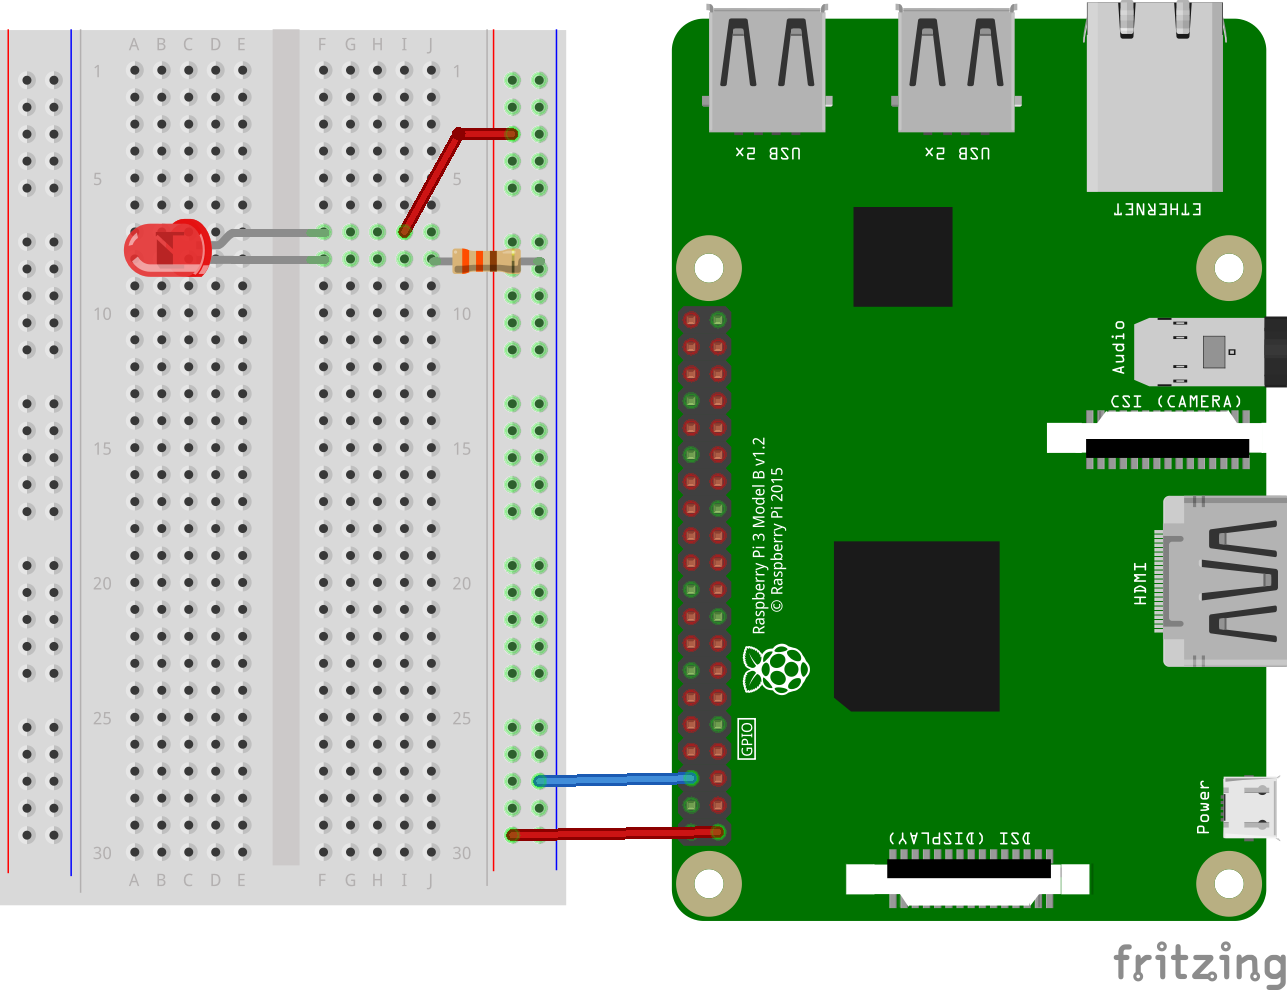 A B C D E F G H I J
1 1
5 5
10 10
15 15
20 20
25 25
30 30
A B C D E F G H I J
USB 2x
USB 2x
ETHERNET
Audio
CSI (CAMERA)
Raspberry Pi 3 Model B v1.2
© Raspberry Pi 2015
HDMI
GPIO
Power
DSI (DISPLAY)
fritzing